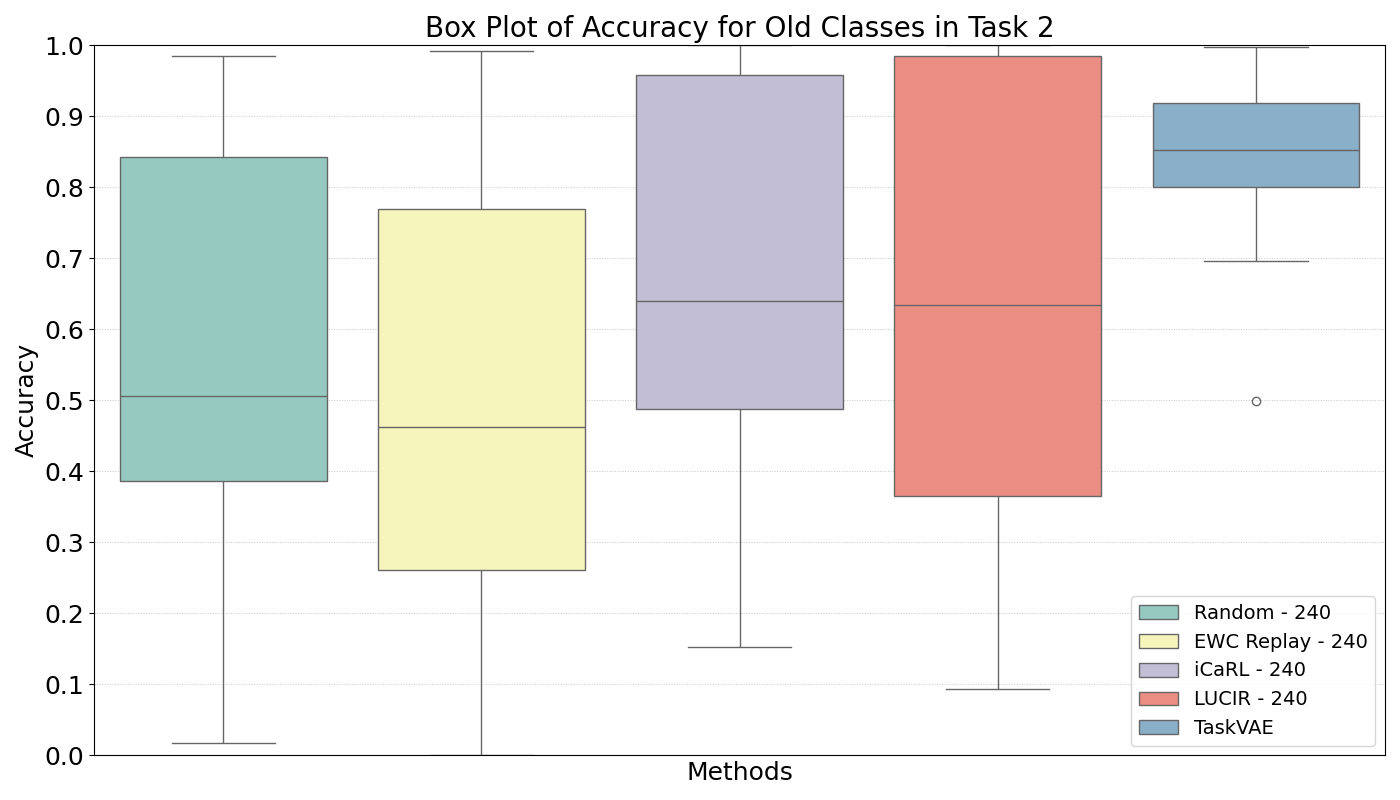 Box Plot of Accuracy for Old Classes in Task 2
1.0
0.9
0.8
0.7
0.6
0.5
0.4
0.3
0.2
0.1
0.0
Accuracy
Methods
Random - 240
EWC Replay - 240
iCaRL - 240
LUCIR - 240
TaskVAE